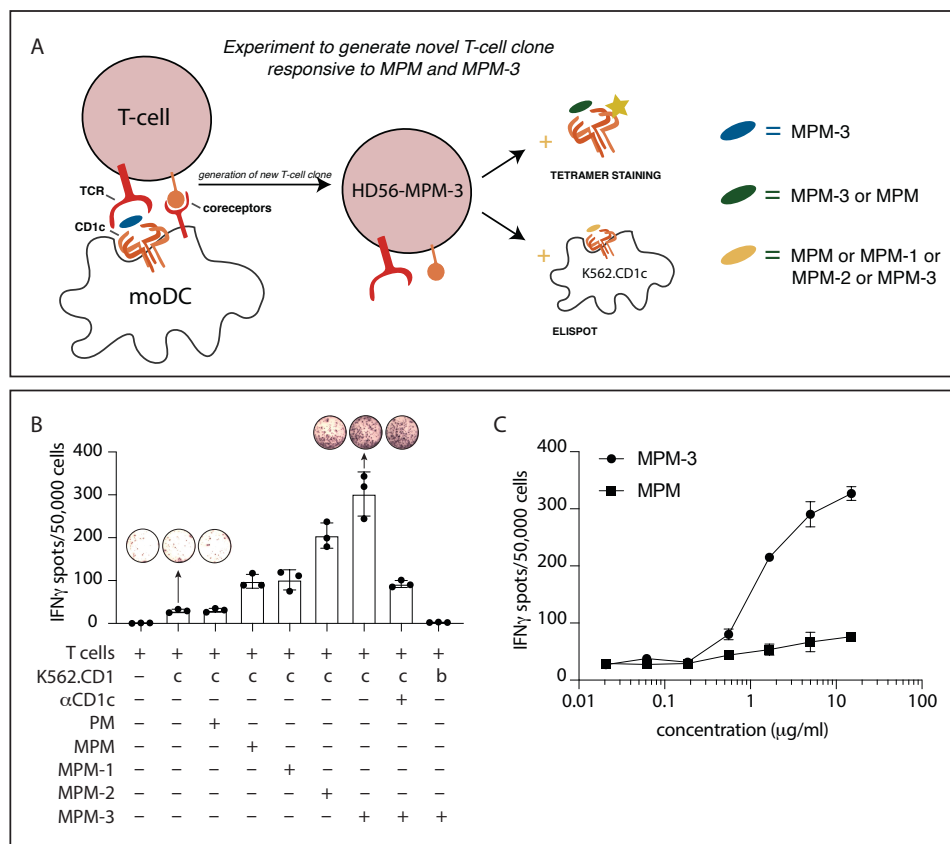 A
Experiment to generate novel T-cell clone
responsive to MPM and MPM-3
T-cell
TCR
CD1c
coreceptors
moDC
generation of new T-cell clone
HD56-MPM-3
+
TETRAMER STAINING
+
K562.CD1c
ELISPOT
= MPM-3
= MPM-3 or MPM
= MPM or MPM-1 or
MPM-2 or MPM-3
B
IFNγ spots/50,000 cells
400
300
200
100
0
T cells + + + + + + + + +
K562.CD1 – c c c c c c c b
αCD1c – – – – – – – + –
PM – – + – – – – – –
MPM – – – + – – – – –
MPM-1 – – – – + – – – –
MPM-2 – – – – – + – – –
MPM-3 – – – – – – + + +
C
IFNγ spots/50,000 cells
400
300
200
100
0
MPM-3
MPM
0.01 0.1 1 10 100
concentration (µg/ml)